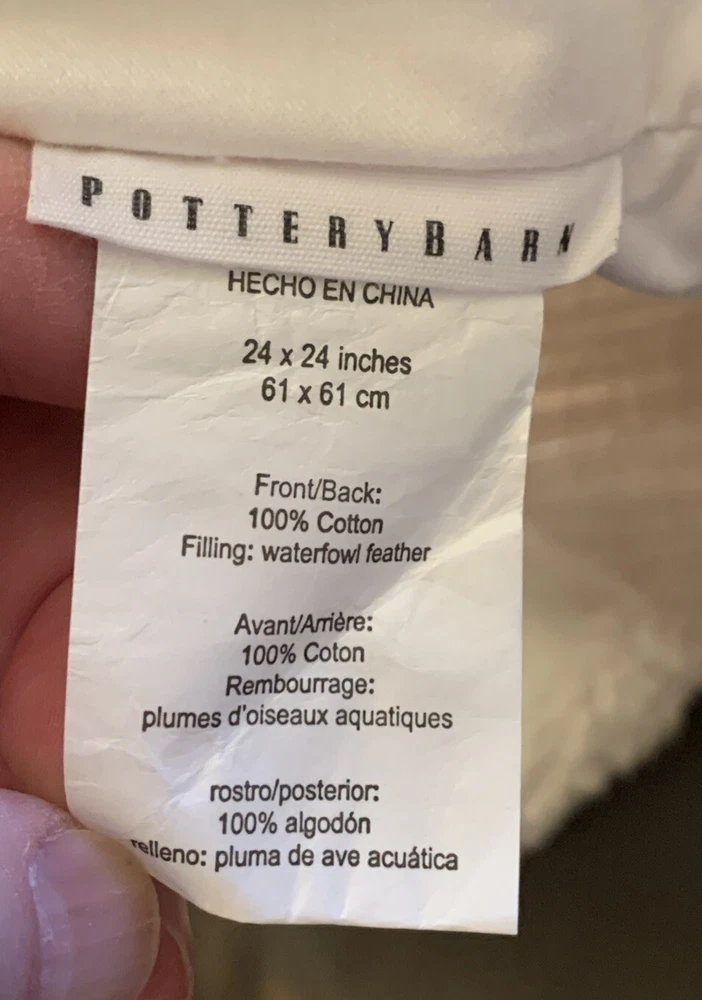 POTTERYBARN
HECHO EN CHINA
24 x 24 inches
61 x 61 cm
Front/Back:
100% Cotton
Filling: waterfowl feather
Avant/Arrière:
100% Coton
Rembourrage:
plumes d'oiseaux aquatiques
rostro/posterior:
100% algodón
relleno: pluma de ave acuática